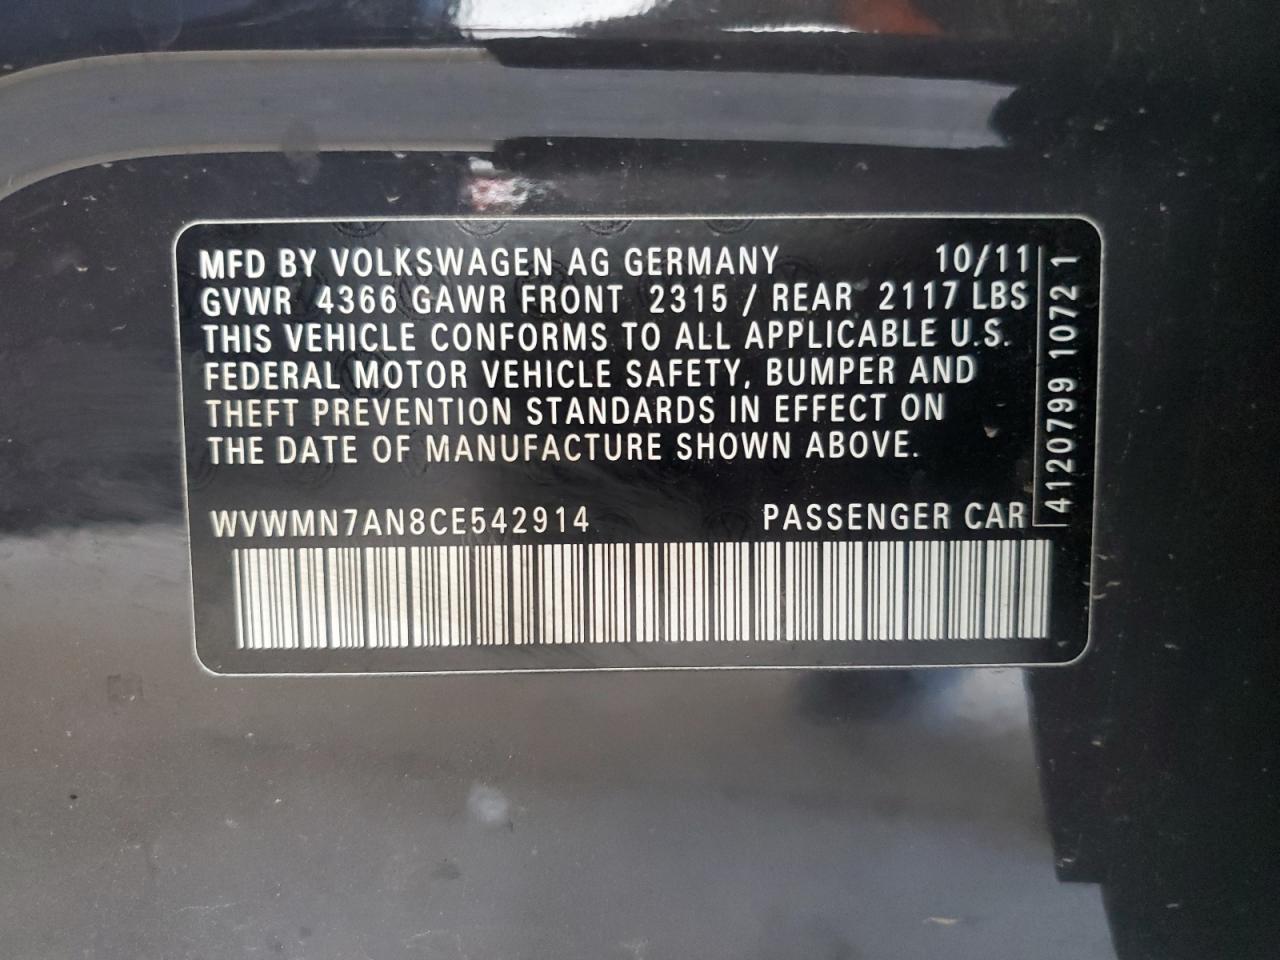 MFD BY VOLKSWAGEN AG GERMANY 10/11
GVWR 4366 GAWR FRONT 2315 / REAR 2117 LBS
THIS VEHICLE CONFORMS TO ALL APPLICABLE U.S.
FEDERAL MOTOR VEHICLE SAFETY, BUMPER AND
THEFT PREVENTION STANDARDS IN EFFECT ON
THE DATE OF MANUFACTURE SHOWN ABOVE.
WVWMN7AN8CE542914 PASSENGER CAR
4120799 1072 1